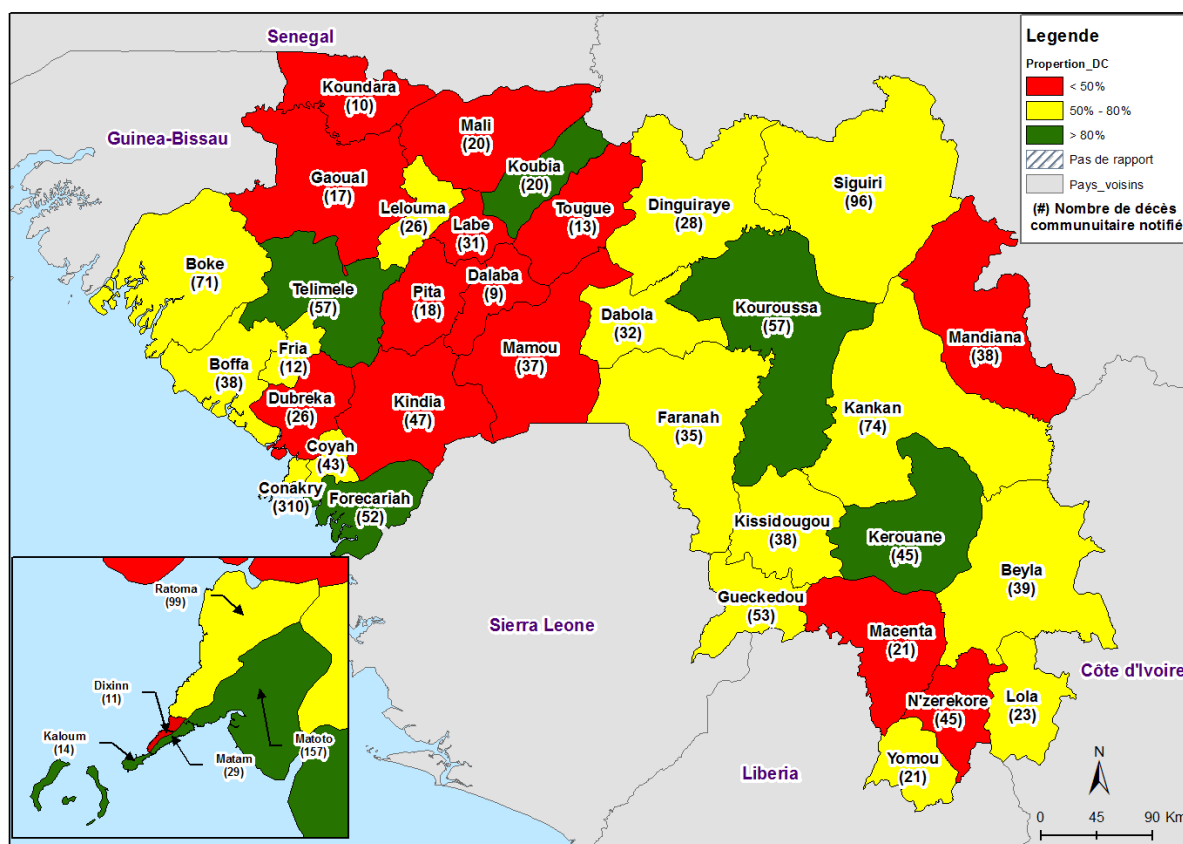 Senegal
Guinea-Bissau
Koundara
(10)
Mali
(20)
Koubia
(20)
Gaoual
(17)
Lelouma
(26)
Labe
(31)
Tougue
(13)
Dinguiraye
(28)
Siguiri
(96)
Boke
(71)
Telimele
(57)
Pita
(18)
Dalaba
(9)
Dabola
(32)
Kouroussa
(57)
Mandiana
(38)
Fria
(12)
Boffa
(38)
Mamou
(37)
Dubreka
(26)
Kindia
(47)
Faranah
(35)
Kankan
(74)
Coyah
(43)
Conakry
(310)
Forecariah
(52)
Kissidougou
(38)
Kerouane
(45)
Beyla
(39)
Gueckedou
(53)
Sierra Leone
Macenta
(21)
Côte d'Ivoire
N'zerekore
(45)
Lola
(23)
Yomou
(21)
Liberia
Legende
Propertion_DC
< 50%
50% - 80%
> 80%
Pas de rapport
Pays_voisins
(#) Nombre de décès
communuitaire notifié
Ratoma
(99)
Dixinn
(11)
Kaloum
(14)
Matam
(29)
Matoto
(157)
N
0 45 90 Km